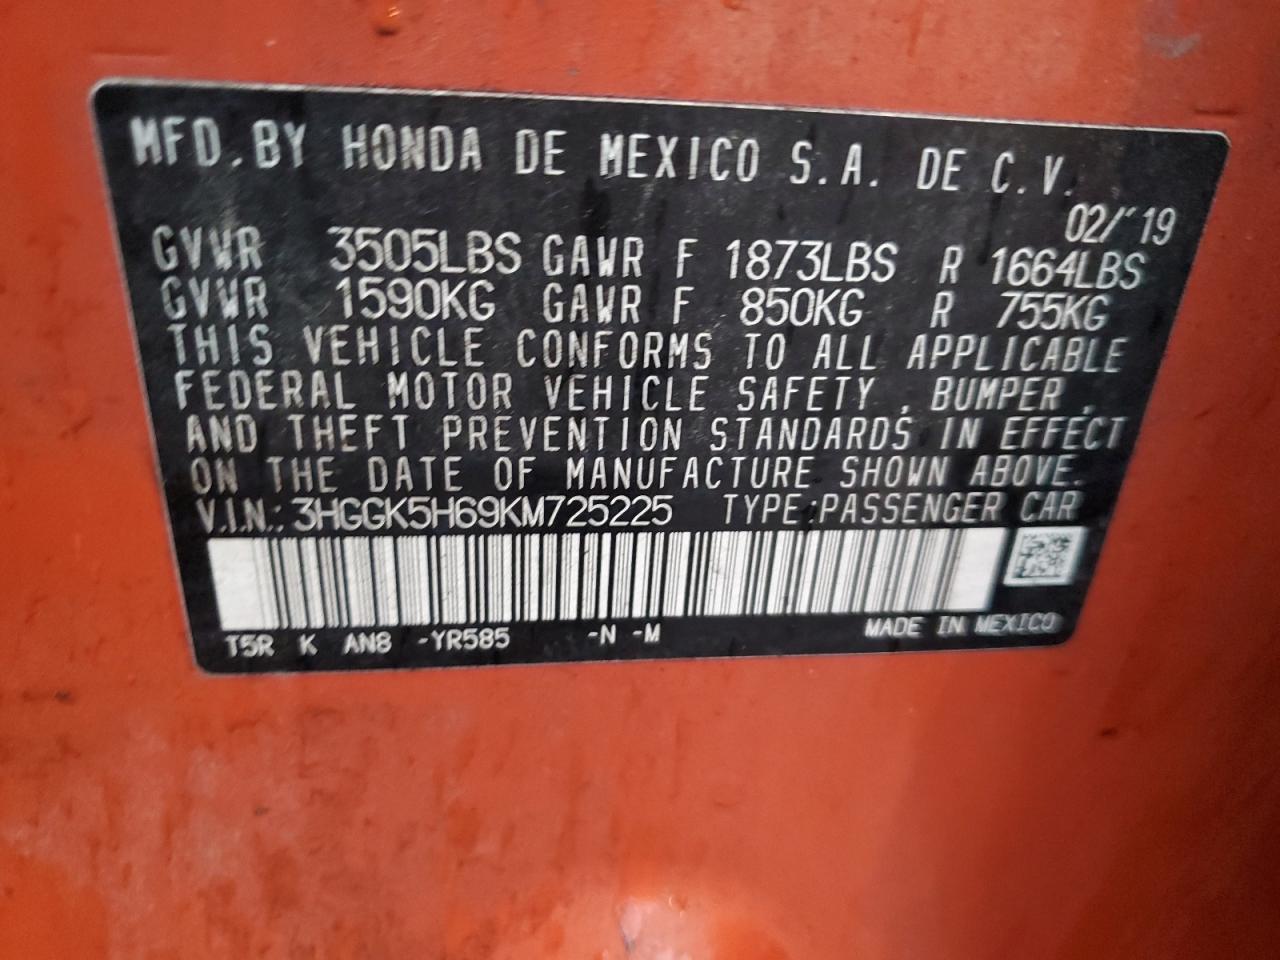 MFD. BY HONDA DE MEXICO S.A. DE C.V.
02/"19
GVWR 3505LBS GAWR F 1873LBS R 1664LBS
GVWR 1590KG GAWR F 850KG R 755KG
THIS VEHICLE CONFORMS TO ALL APPLICABLE
FEDERAL MOTOR VEHICLE SAFETY , BUMPER ,
AND THEFT PREVENTION STANDARDS IN EFFECT
ON THE DATE OF MANUFACTURE SHOWN ABOVE.
V.I.N.: 3HGGK5H69KM725225 TYPE:PASSENGER CAR
T5R K AN8 -YR585 -N -M MADE IN MEXICO